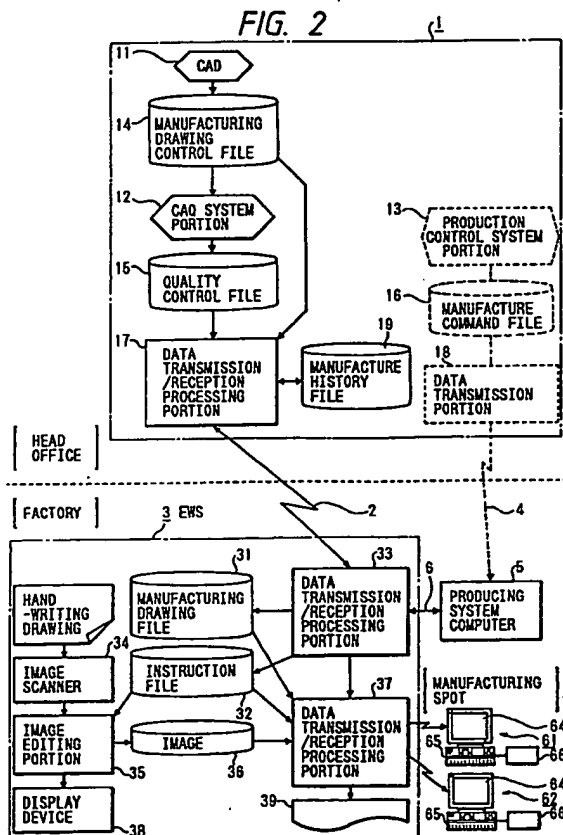 FIG. 2
1
11
CAD
14
MANUFACTURING
DRAWING
CONTROL FILE
12
CAQ SYSTEM
PORTION
13
PRODUCTION
CONTROL SYSTEM
PORTION
15
QUALITY
CONTROL FILE
16
MANUFACTURE
COMMAND FILE
17
DATA
TRANSMISSION
/RECEPTION
PROCESSING
PORTION
19
MANUFACTURE
HISTORY
FILE
18
DATA
TRANSMISSION
PORTION
[HEAD
OFFICE]
[FACTORY]
2
4
3 EWS
31
MANUFACTURING
DRAWING
FILE
33
DATA
TRANSMISSION
/RECEPTION
PROCESSING
PORTION
6
5
PRODUCING
SYSTEM
COMPUTER
HAND
-WRITING
DRAWING
34
IMAGE
SCANNER
INSTRUCTION
FILE
32
37
DATA
TRANSMISSION
/RECEPTION
PROCESSING
PORTION
[MANUFACTURING
SPOT]
IMAGE
EDITING
PORTION
35
IMAGE
36
64
61
65
66
DISPLAY
DEVICE
38
39
64
62
65
66